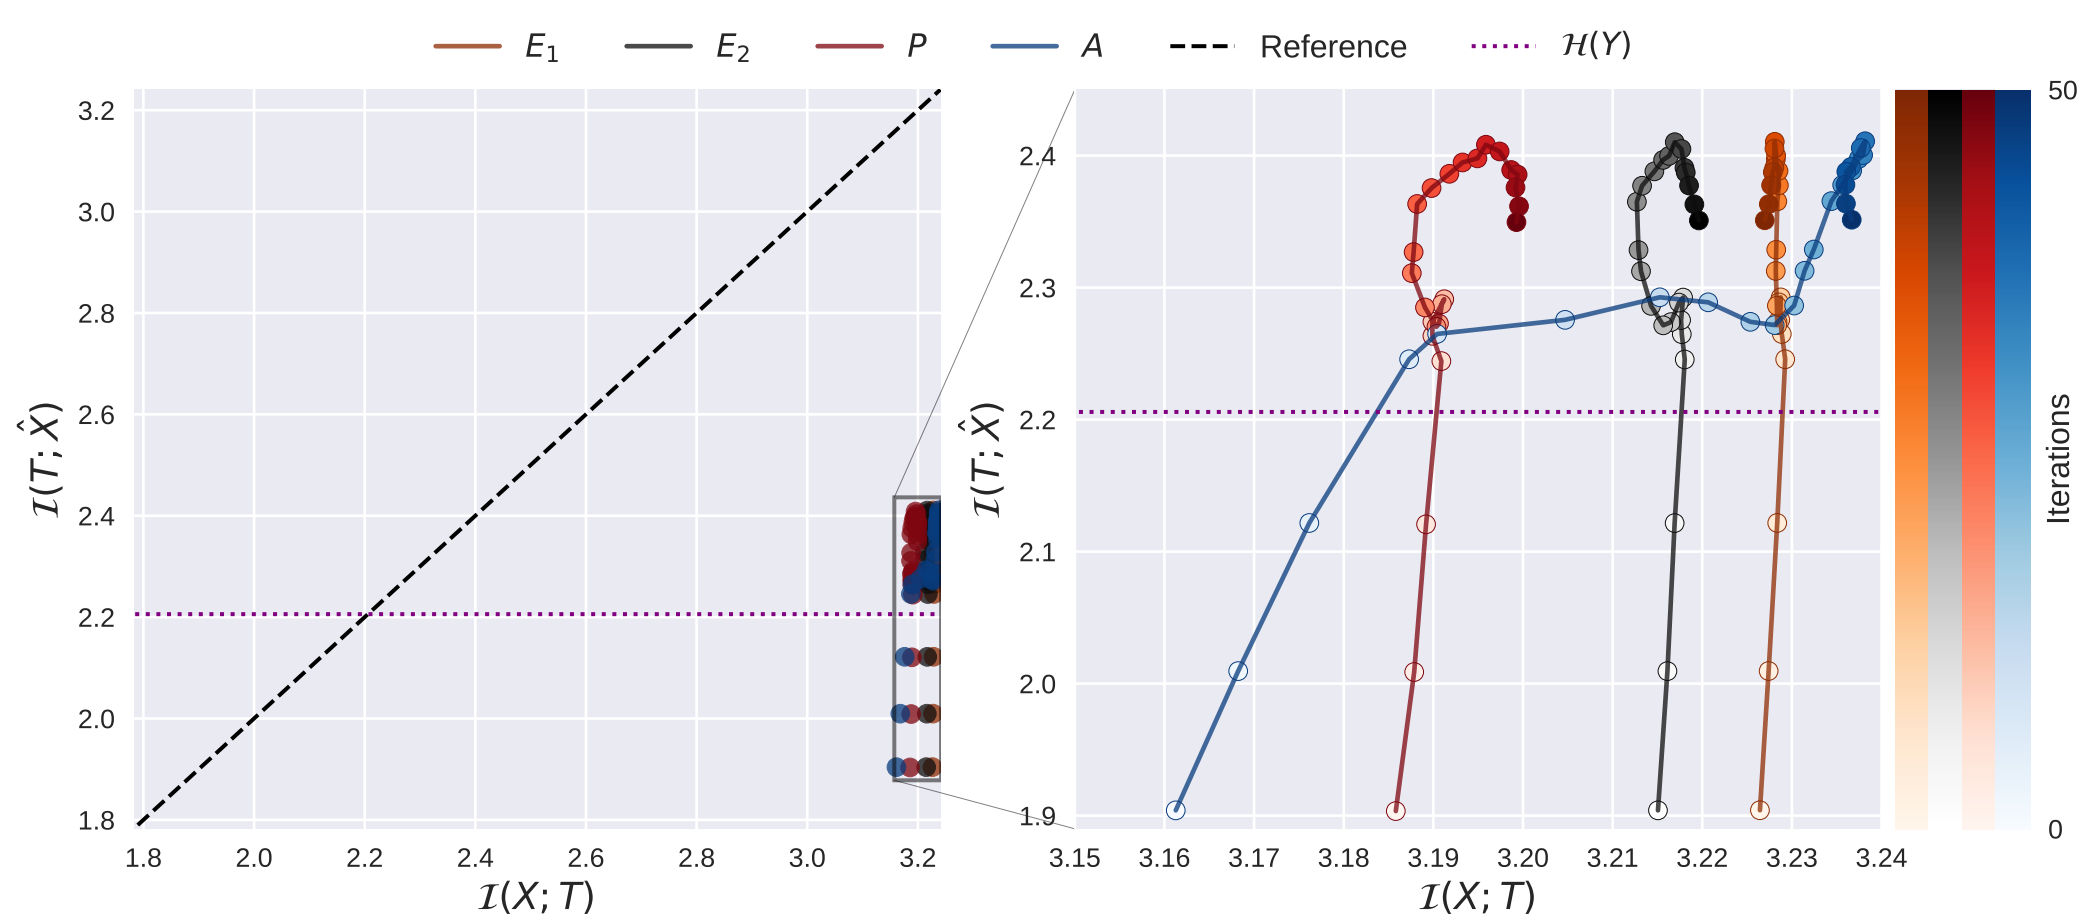 E₁ E₂ P A Reference ℋ(Y)
3.2
3.0
2.8
2.6
2.4
2.2
2.0
1.8
ℐ(T; X̂)
1.8 2.0 2.2 2.4 2.6 2.8 3.0 3.2
ℐ(X; T)
2.4
2.3
2.2
2.1
2.0
1.9
ℐ(T; X̂)
3.15 3.16 3.17 3.18 3.19 3.20 3.21 3.22 3.23 3.24
ℐ(X; T)
50
Iterations
0